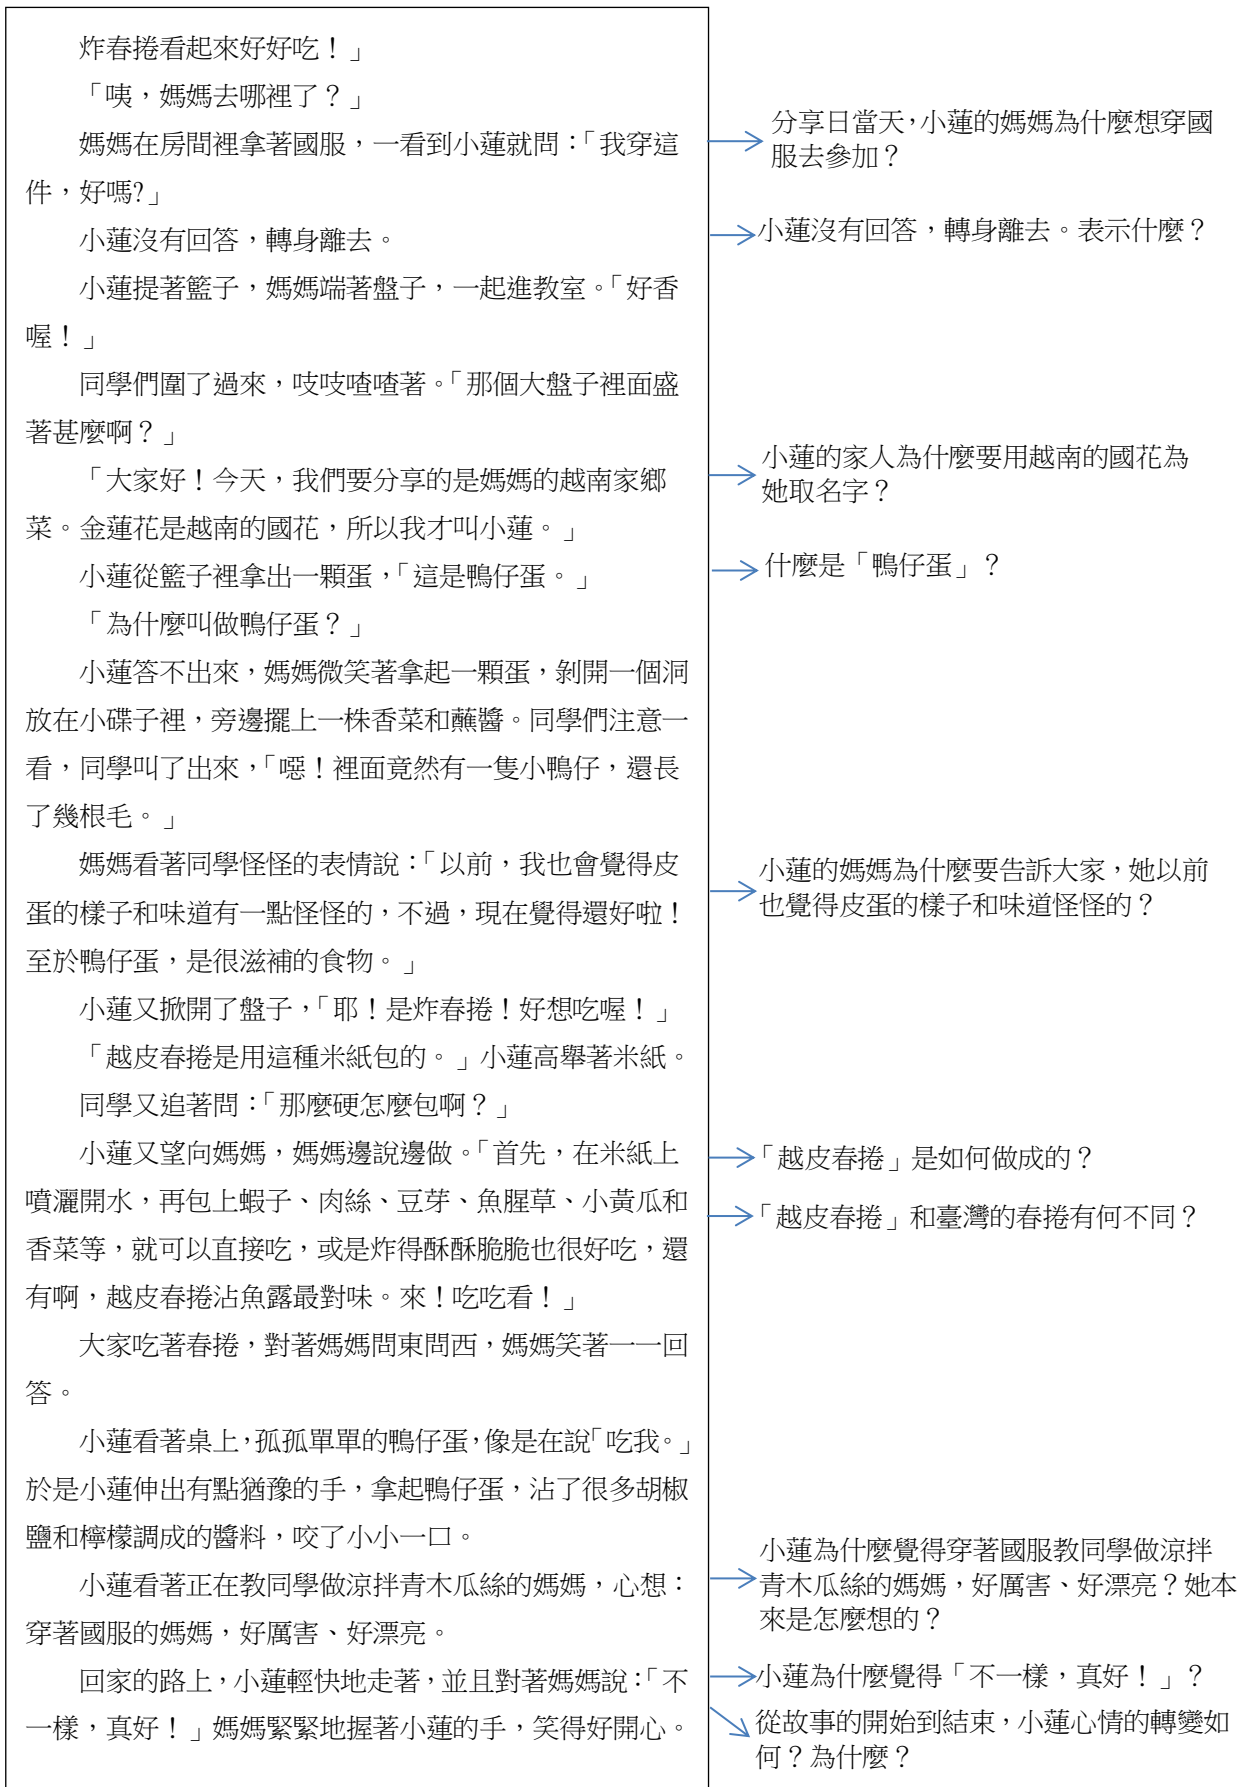 炸春捲看起來好好吃！」
「咦，媽媽去哪裡了？」
媽媽在房間裡拿著國服，一看到小蓮就問：「我穿這
件，好嗎?」
小蓮沒有回答，轉身離去。
小蓮提著籃子，媽媽端著盤子，一起進教室。「好香
喔！」
同學們圍了過來，吱吱喳喳著。「那個大盤子裡面盛
著甚麼啊？」
「大家好！今天，我們要分享的是媽媽的越南家鄉
菜。金蓮花是越南的國花，所以我才叫小蓮。」
小蓮從籃子裡拿出一顆蛋，「這是鴨仔蛋。」
「為什麼叫做鴨仔蛋？」
小蓮答不出來，媽媽微笑著拿起一顆蛋，剝開一個洞
放在小碟子裡，旁邊擺上一株香菜和蘸醬。同學們注意一
看，同學叫了出來，「噁！裡面竟然有一隻小鴨仔，還長
了幾根毛。」
媽媽看著同學怪怪的表情說：「以前，我也會覺得皮
蛋的樣子和味道有一點怪怪的，不過，現在覺得還好啦！
至於鴨仔蛋，是很滋補的食物。」
小蓮又掀開了盤子，「耶！是炸春捲！好想吃喔！」
「越皮春捲是用這種米紙包的。」小蓮高舉著米紙。
同學又追著問：「那麼硬怎麼包啊？」
小蓮又望向媽媽，媽媽邊說邊做。「首先，在米紙上
噴灑開水，再包上蝦子、肉絲、豆芽、魚腥草、小黃瓜和
香菜等，就可以直接吃，或是炸得酥酥脆脆也很好吃，還
有啊，越皮春捲沾魚露最對味。來！吃吃看！」
大家吃著春捲，對著媽媽問東問西，媽媽笑著一一回
答。
小蓮看著桌上，孤孤單單的鴨仔蛋，像是在說「吃我。」
於是小蓮伸出有點猶豫的手，拿起鴨仔蛋，沾了很多胡椒
鹽和檸檬調成的醬料，咬了小小一口。
小蓮看著正在教同學做涼拌青木瓜絲的媽媽，心想：
穿著國服的媽媽，好厲害、好漂亮。
回家的路上，小蓮輕快地走著，並且對著媽媽說：「不
一樣，真好！」媽媽緊緊地握著小蓮的手，笑得好開心。
分享日當天，小蓮的媽媽為什麼想穿國
服去參加？
小蓮沒有回答，轉身離去。表示什麼？
小蓮的家人為什麼要用越南的國花為
她取名字？
什麼是「鴨仔蛋」？
小蓮的媽媽為什麼要告訴大家，她以前
也覺得皮蛋的樣子和味道怪怪的？
「越皮春捲」是如何做成的？
「越皮春捲」和臺灣的春捲有何不同？
小蓮為什麼覺得穿著國服教同學做涼拌
青木瓜絲的媽媽，好厲害、好漂亮？她本
來是怎麼想的？
小蓮為什麼覺得「不一樣，真好！」？
從故事的開始到結束，小蓮心情的轉變如
何？為什麼？